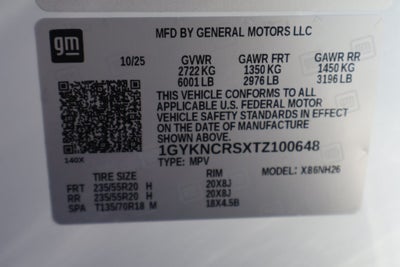 gm
MFD BY GENERAL MOTORS LLC
10/25 GVWR GAWR FRT GAWR RR
2722 KG 1350 KG 1450 KG
6001 LB 2976 LB 3196 LB
THIS VEHICLE CONFORMS TO ALL
APPLICABLE U.S. FEDERAL MOTOR
VEHICLE SAFETY STANDARDS IN EFFECT
ON THE DATE OF MANUFACTURE
SHOWN ABOVE.
1GYKNCRSXTZ100648
140X TYPE: MPV
MODEL: X86NH26
TIRE SIZE RIM
FRT 235/55R20 H 20X8J
RR 235/55R20 H 20X8J
SPA T135/70R18 M 18X4.5B